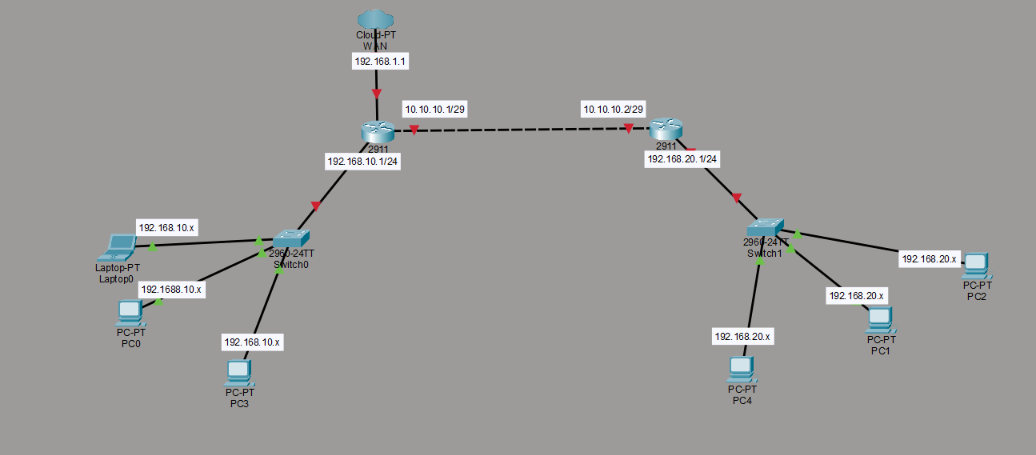 Cloud-PT
WAN
192.168.1.1
10.10.10.1/29
10.10.10.2/29
2911
192.168.10.1/24
2911
192.168.20.1/24
192.168.10.x
2960-24TT
Switch0
2960-24TT
Switch1
Laptop-PT
Laptop0
192.1688.10.x
192.168.20.x
PC-PT
PC2
192.168.20.x
PC-PT
PC0
192.168.10.x
192.168.20.x
PC-PT
PC1
PC-PT
PC3
PC-PT
PC4